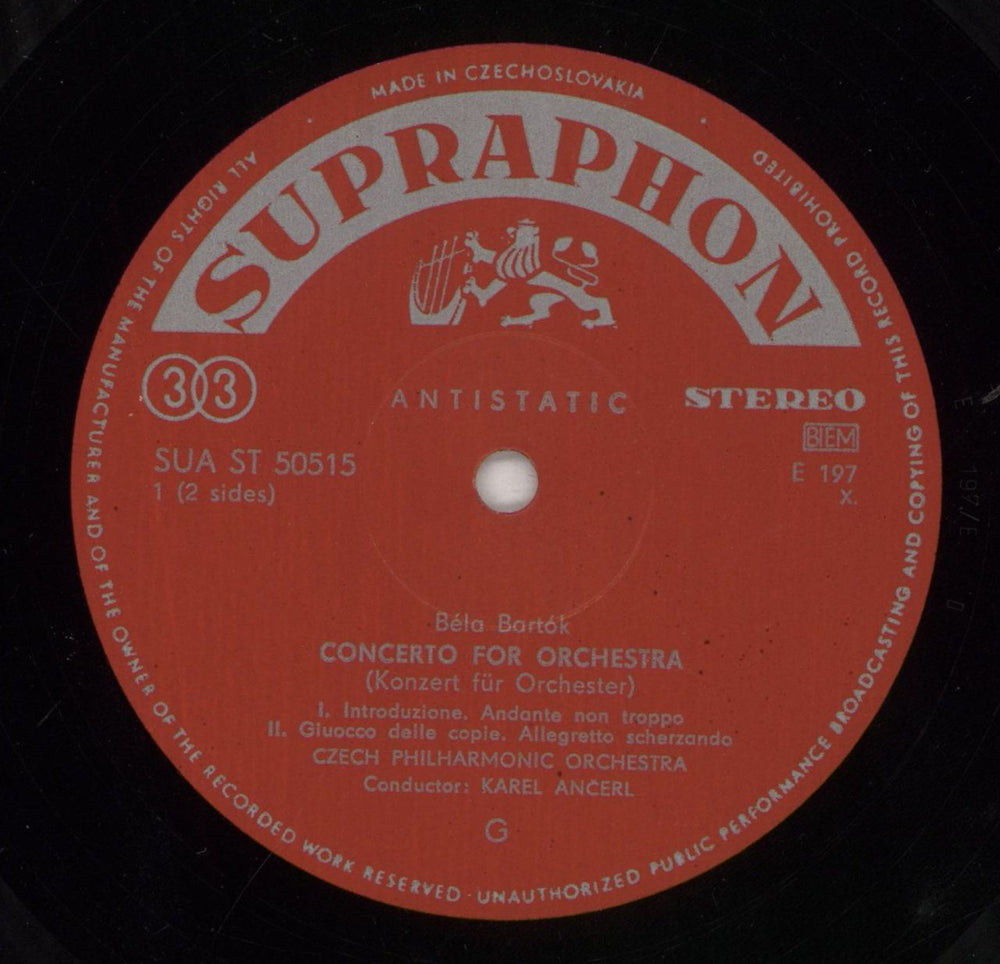 MADE IN CZECHOSLOVAKIA
SUPRAPHON
33
ANTISTATIC
STEREO
BIEM
SUA ST 50515
1 (2 sides)
E 197
X.
Béla Bartók
CONCERTO FOR ORCHESTRA
(Konzert für Orchester)
I. Introduzione. Andante non troppo
II. Giuocco delle copie. Allegretto scherzando
CZECH PHILHARMONIC ORCHESTRA
Conductor: KAREL ANČERL
G
ALL RIGHTS OF THE MANUFACTURER AND OF THE OWNER OF THE RECORDED WORK RESERVED · UNAUTHORIZED PUBLIC PERFORMANCE BROADCASTING AND COPYING OF THIS RECORD PROHIBITED